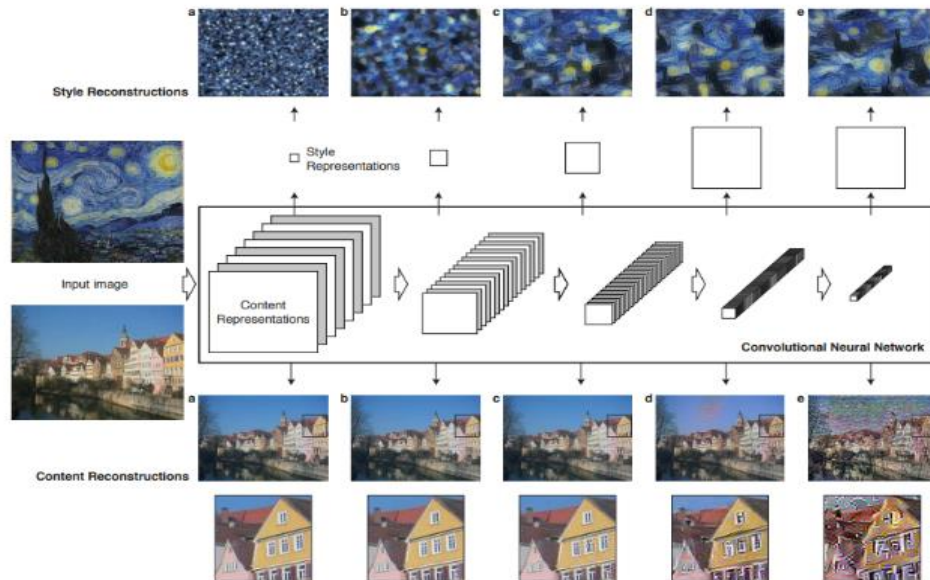 a b c d e
Style Reconstructions
Style
Representations
Input image
Content
Representations
Convolutional Neural Network
a b c d e
Content Reconstructions